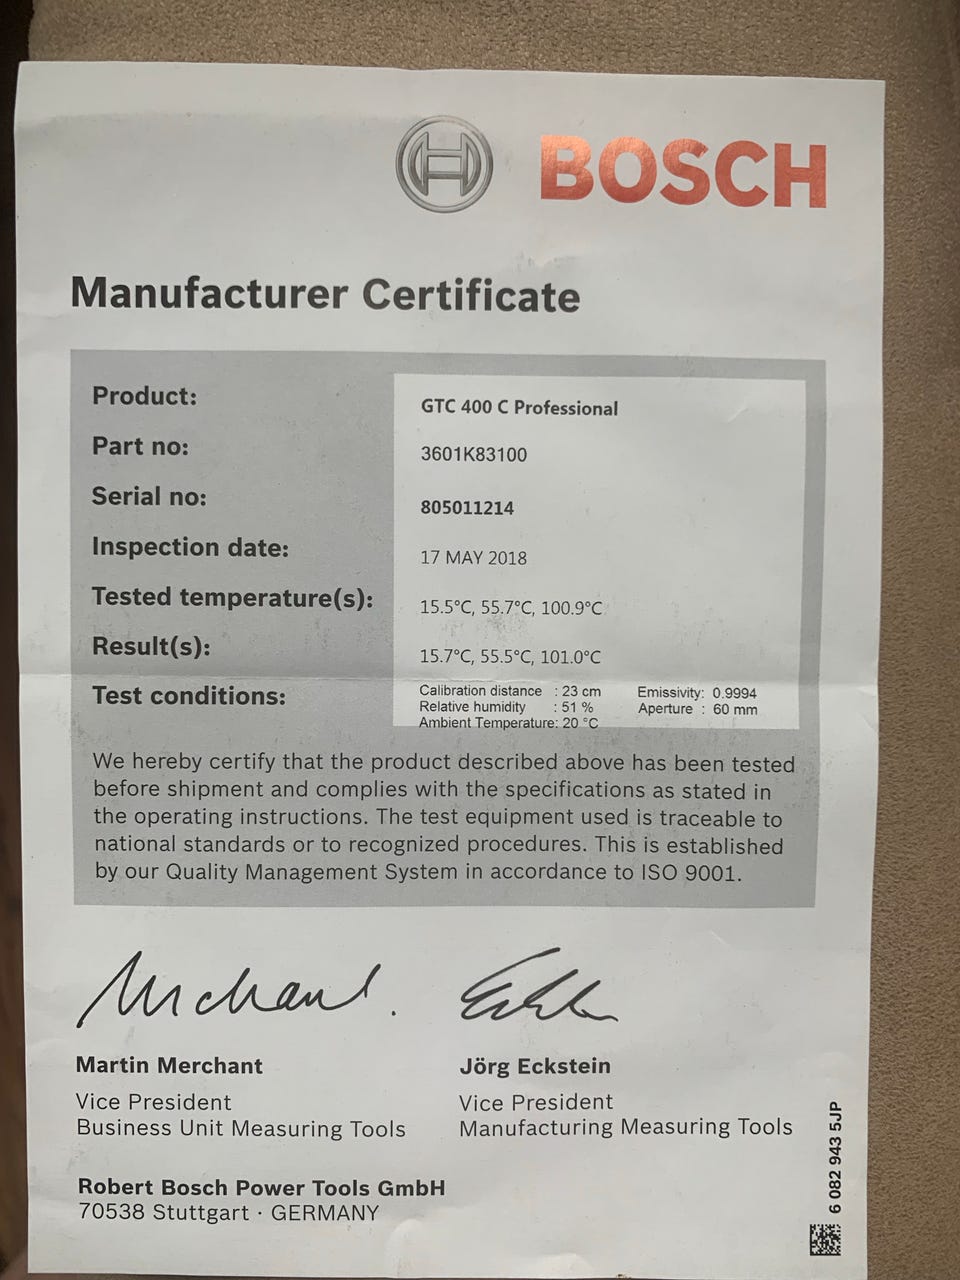 BOSCH
Manufacturer Certificate
Product: GTC 400 C Professional
Part no: 3601K83100
Serial no: 805011214
Inspection date: 17 MAY 2018
Tested temperature(s): 15.5°C, 55.7°C, 100.9°C
Result(s): 15.7°C, 55.5°C, 101.0°C
Test conditions: Calibration distance : 23 cm Emissivity: 0.9994
Relative humidity : 51 % Aperture : 60 mm
Ambient Temperature: 20 °C
We hereby certify that the product described above has been tested
before shipment and complies with the specifications as stated in
the operating instructions. The test equipment used is traceable to
national standards or to recognized procedures. This is established
by our Quality Management System in accordance to ISO 9001.
Merchant. Eckstein
Martin Merchant Jörg Eckstein
Vice President Vice President
Business Unit Measuring Tools Manufacturing Measuring Tools
Robert Bosch Power Tools GmbH
70538 Stuttgart · GERMANY
6 082 943 5JP